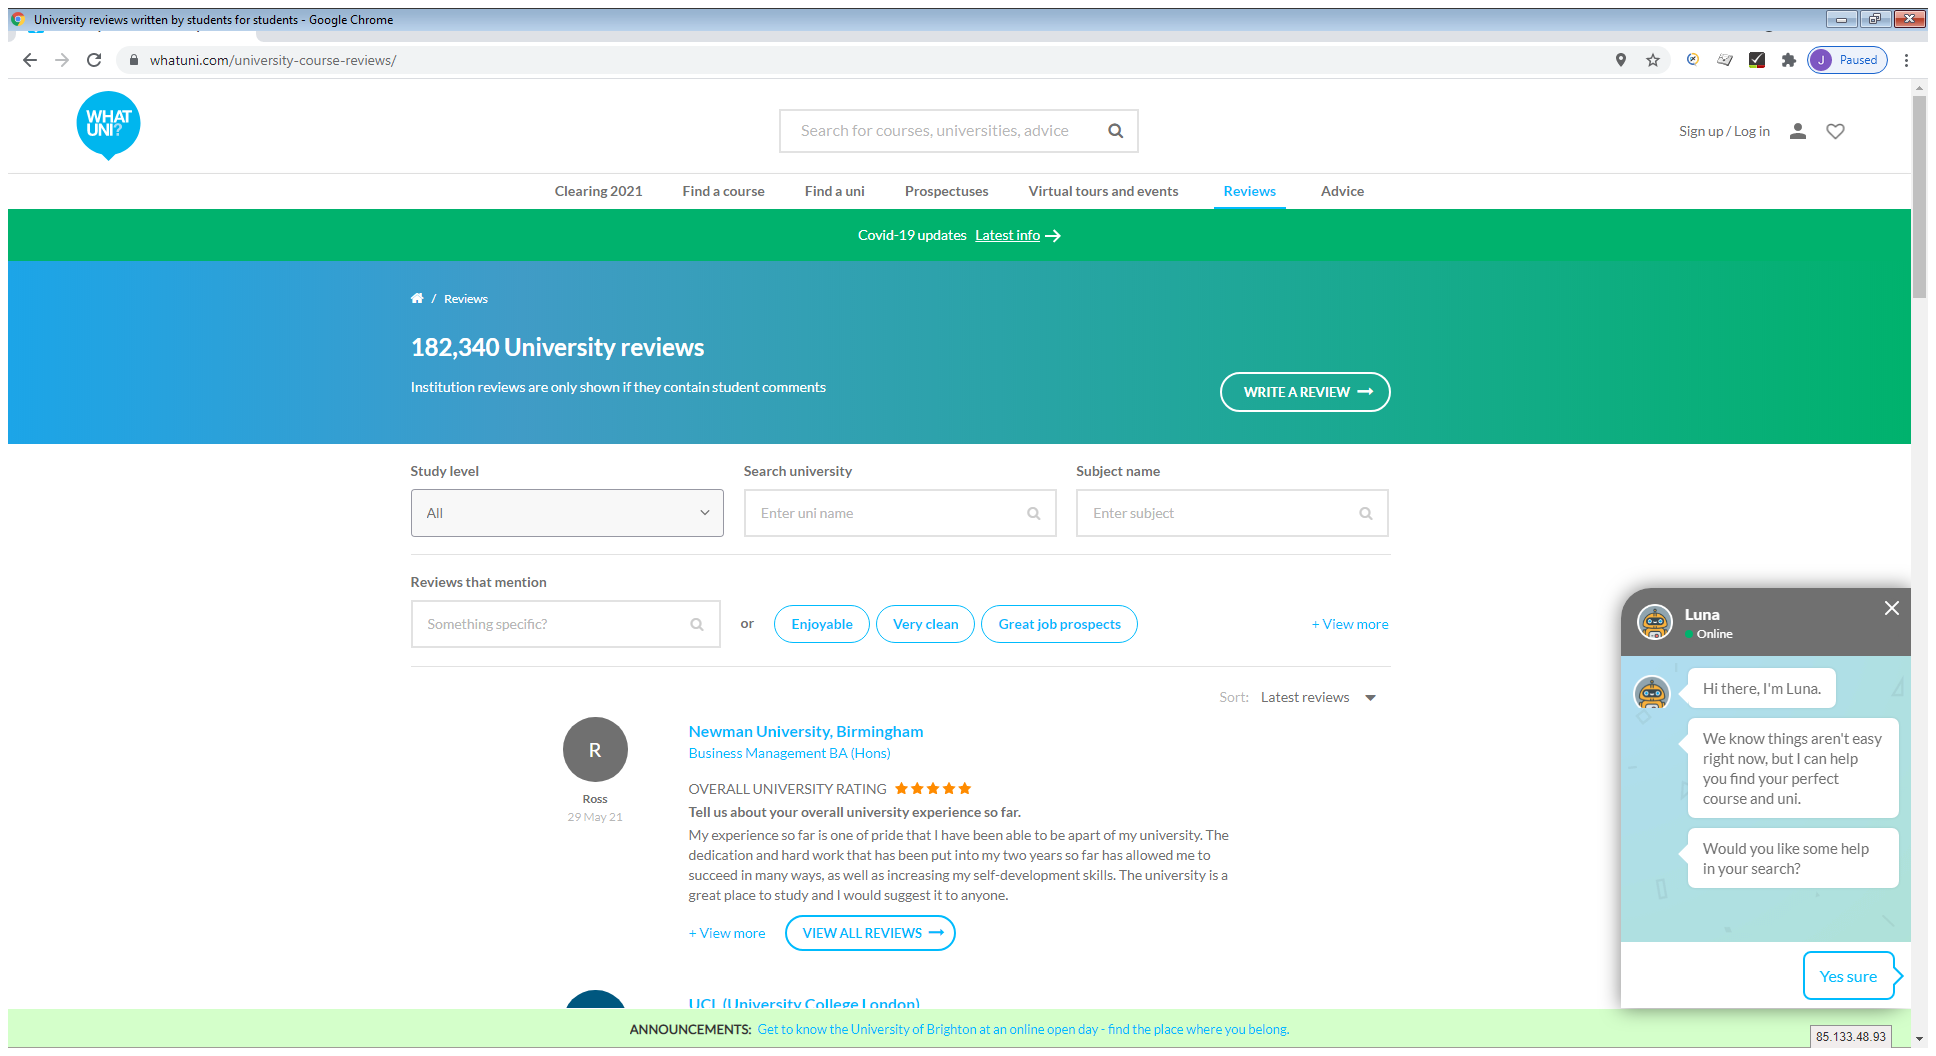 University reviews written by students for students - Google Chrome
whatuni.com/university-course-reviews/
J Paused
WHAT
UNI?
Search for courses, universities, advice
Sign up / Log in
Clearing 2021 Find a course Find a uni Prospectuses Virtual tours and events Reviews Advice
Covid-19 updates Latest info
/ Reviews
182,340 University reviews
Institution reviews are only shown if they contain student comments
WRITE A REVIEW
Study level Search university Subject name
All Enter uni name Enter subject
Reviews that mention
Something specific? or Enjoyable Very clean Great job prospects + View more
Sort: Latest reviews
R
Ross
29 May 21
Newman University, Birmingham
Business Management BA (Hons)
OVERALL UNIVERSITY RATING
Tell us about your overall university experience so far.
My experience so far is one of pride that I have been able to be apart of my university. The
dedication and hard work that has been put into my two years so far has allowed me to
succeed in many ways, as well as increasing my self-development skills. The university is a
great place to study and I would suggest it to anyone.
+ View more VIEW ALL REVIEWS
UCL (University College London)
Luna
Online
Hi there, I'm Luna.
We know things aren't easy
right now, but I can help
you find your perfect
course and uni.
Would you like some help
in your search?
Yes sure
ANNOUNCEMENTS: Get to know the University of Brighton at an online open day - find the place where you belong.
85.133.48.93